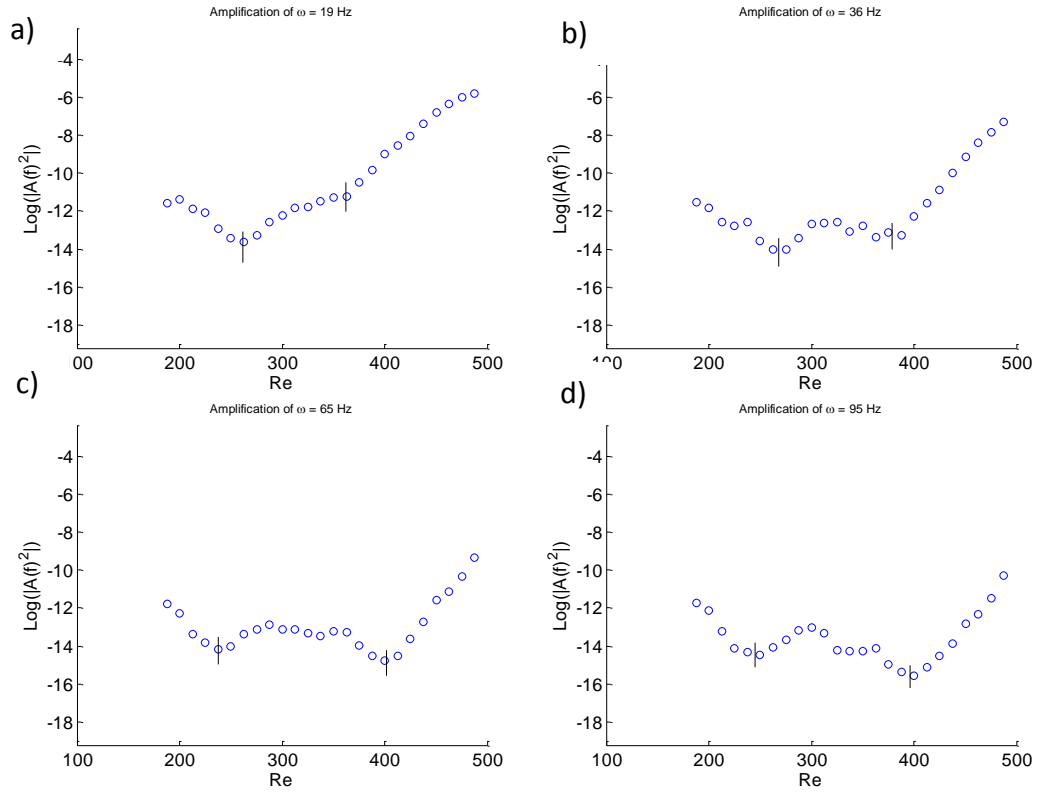 a)
Amplification of ω = 19 Hz
Log(|A(f)^2|)
-4
-6
-8
-10
-12
-14
-16
-18
00 200 300 400 500
Re
b)
Amplification of ω = 36 Hz
Log(|A(f)^2|)
-4
-6
-8
-10
-12
-14
-16
-18
200 300 400 500
Re
c)
Amplification of ω = 65 Hz
Log(|A(f)^2|)
-4
-6
-8
-10
-12
-14
-16
-18
100 200 300 400 500
Re
d)
Amplification of ω = 95 Hz
Log(|A(f)^2|)
-4
-6
-8
-10
-12
-14
-16
-18
100 200 300 400 500
Re